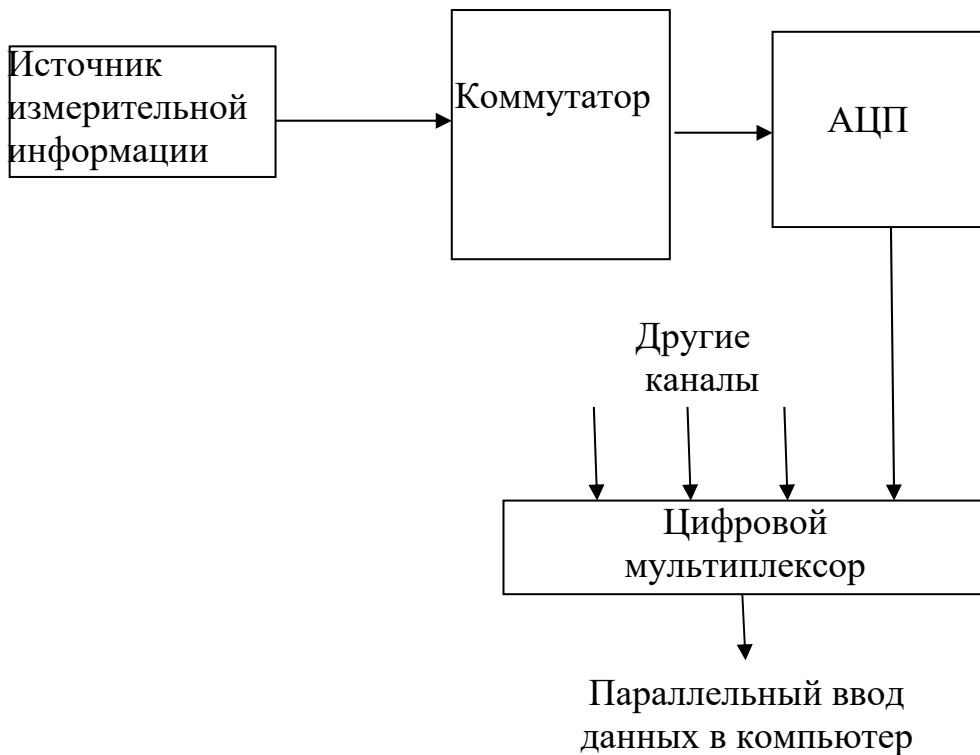 Источник
измерительной
информации
Коммутатор
АЦП
Другие
каналы
Цифровой
мультиплексор
Параллельный ввод
данных в компьютер